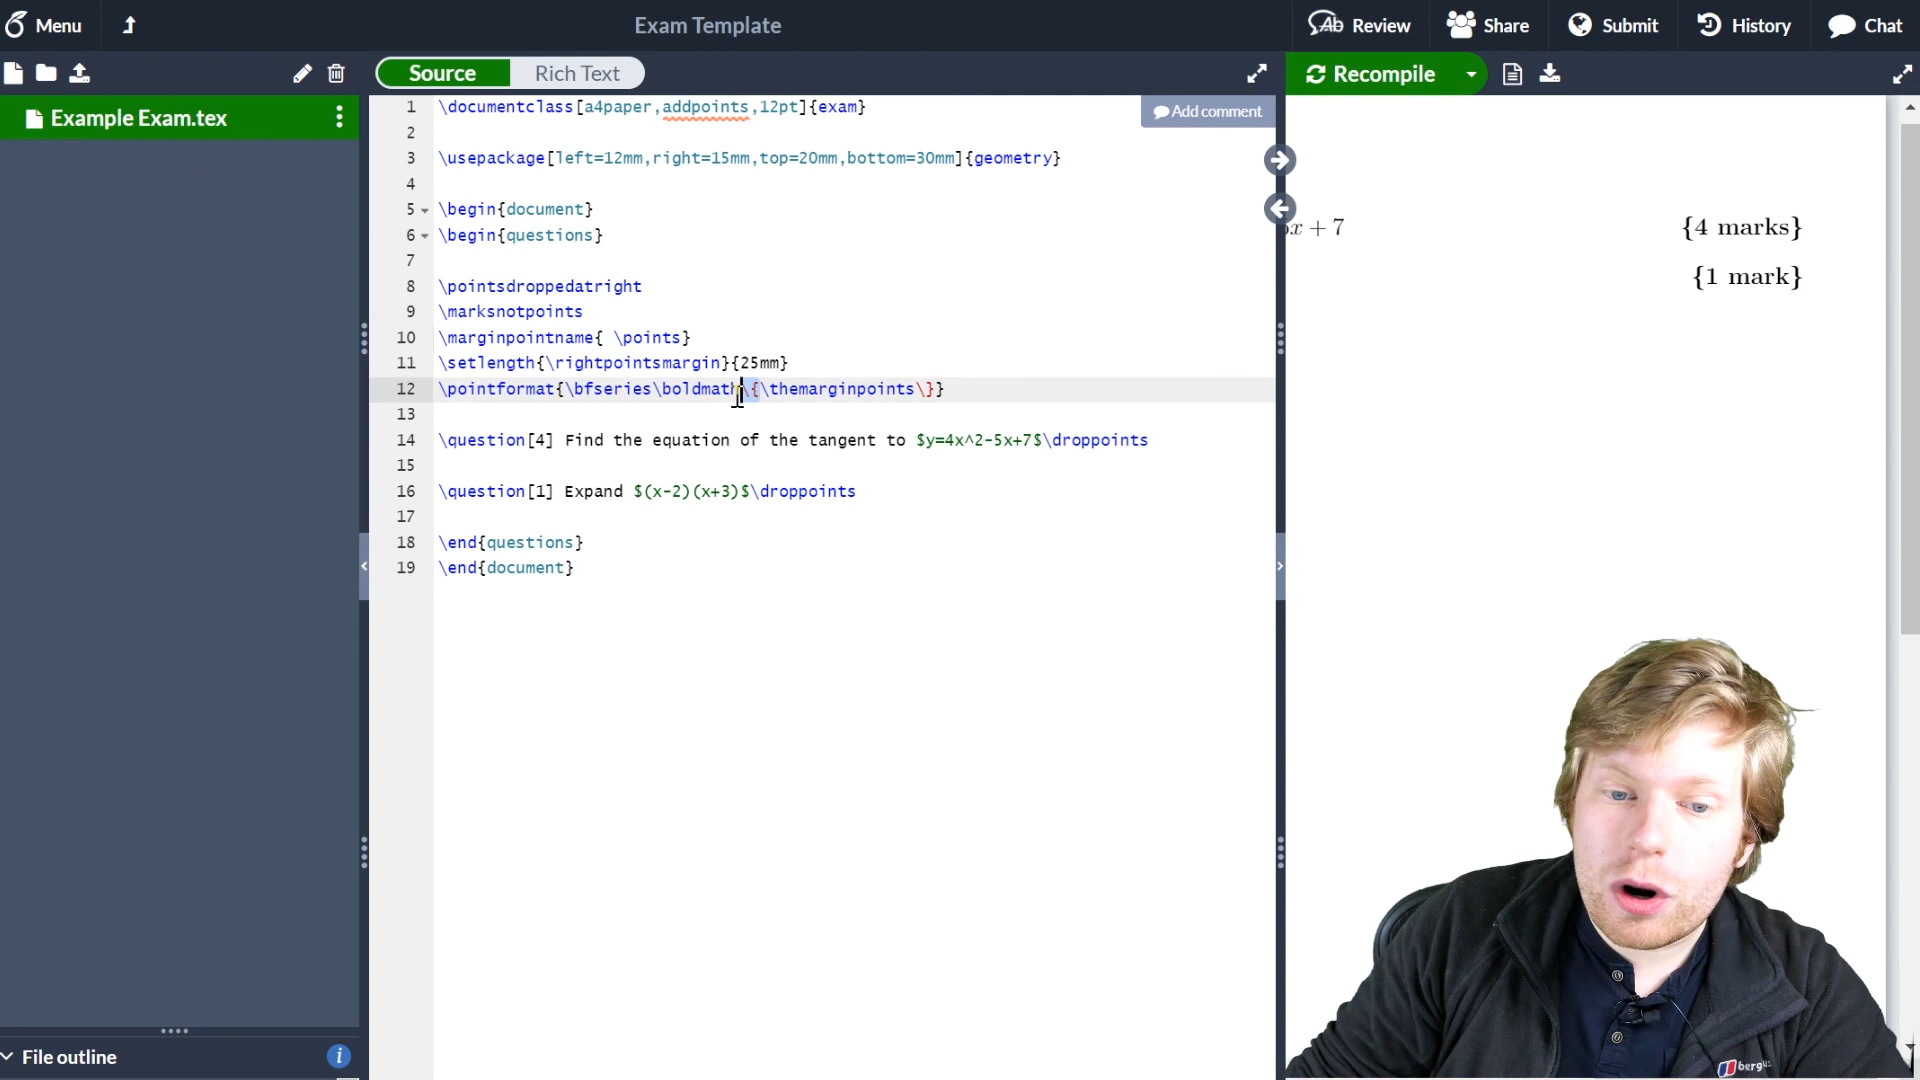 Menu
Exam Template
Review
Share
Submit
History
Chat
Source
Rich Text
Recompile
Example Exam.tex
Add comment
1 \documentclass[a4paper,addpoints,12pt]{exam}
2
3 \usepackage[left=12mm,right=15mm,top=20mm,bottom=30mm]{geometry}
4
5 \begin{document}
6 \begin{questions}
7
8 \pointsdroppedatright
9 \marksnotpoints
10 \marginpointname{ \points}
11 \setlength{\rightpointsmargin}{25mm}
12 \pointformat{\bfseries\boldmath\{\themarginpoints\}}
13
14 \question[4] Find the equation of the tangent to $y=4x^2-5x+7$\droppoints
15
16 \question[1] Expand $(x-2)(x+3)$\droppoints
17
18 \end{questions}
19 \end{document}
x + 7 {4 marks}
{1 mark}
File outline
berg